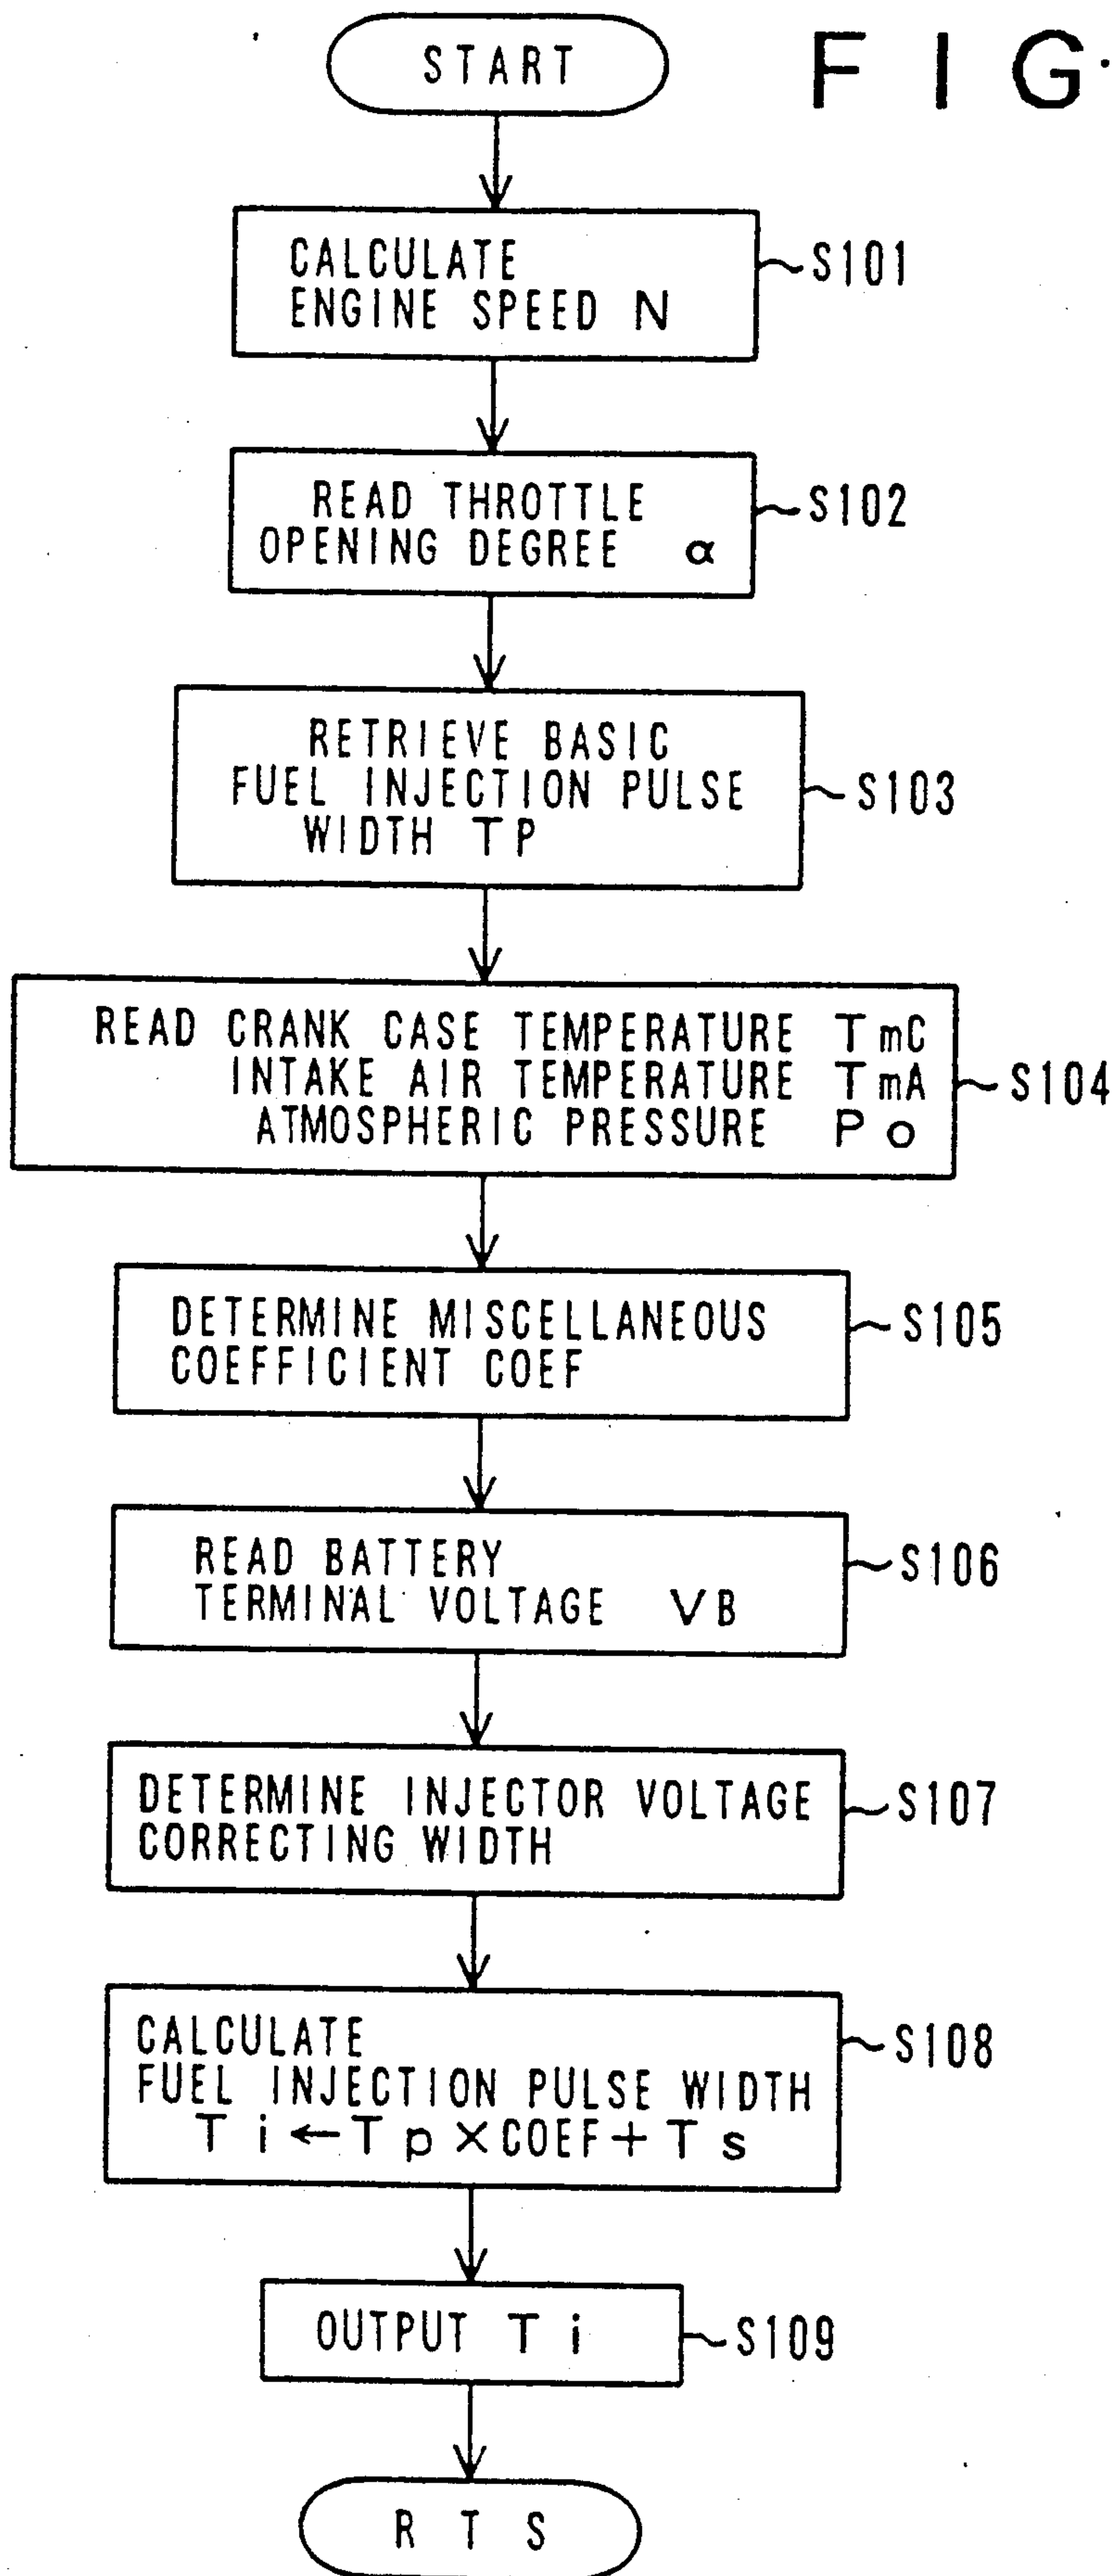 START
FIG.
CALCULATE
ENGINE SPEED N
S101
READ THROTTLE
OPENING DEGREE α
S102
RETRIEVE BASIC
FUEL INJECTION PULSE
WIDTH TP
S103
READ CRANK CASE TEMPERATURE TmC
INTAKE AIR TEMPERATURE TmA
ATMOSPHERIC PRESSURE Po
S104
DETERMINE MISCELLANEOUS
COEFFICIENT COEF
S105
READ BATTERY
TERMINAL VOLTAGE VB
S106
DETERMINE INJECTOR VOLTAGE
CORRECTING WIDTH
S107
CALCULATE
FUEL INJECTION PULSE WIDTH
Ti←Tp×COEF+Ts
S108
OUTPUT Ti
S109
RTS